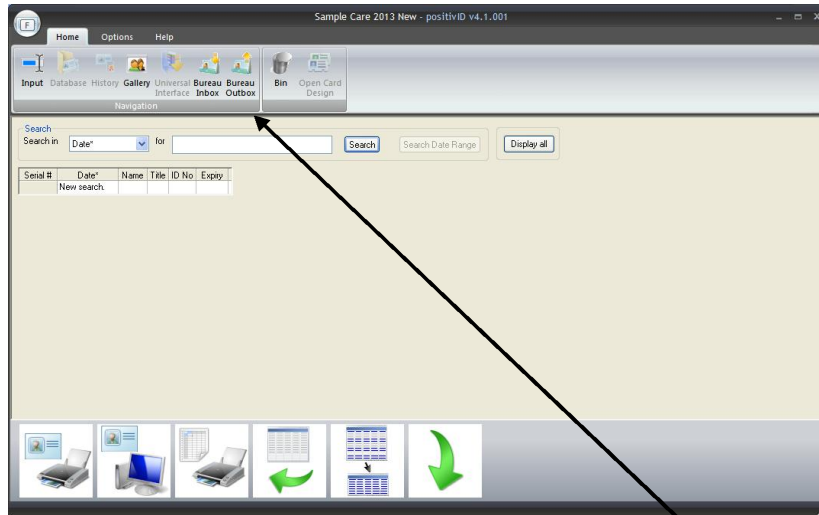 Sample Care 2013 New - positivID v4.1.001
F
Home Options Help
Input Database History Gallery Universal Interface Bureau Inbox Bureau Outbox Bin Open Card Design
Navigation
Search
Search in Date* for Search Search Date Range Display all
Serial # Date* Name Title ID No Expiry
New search.